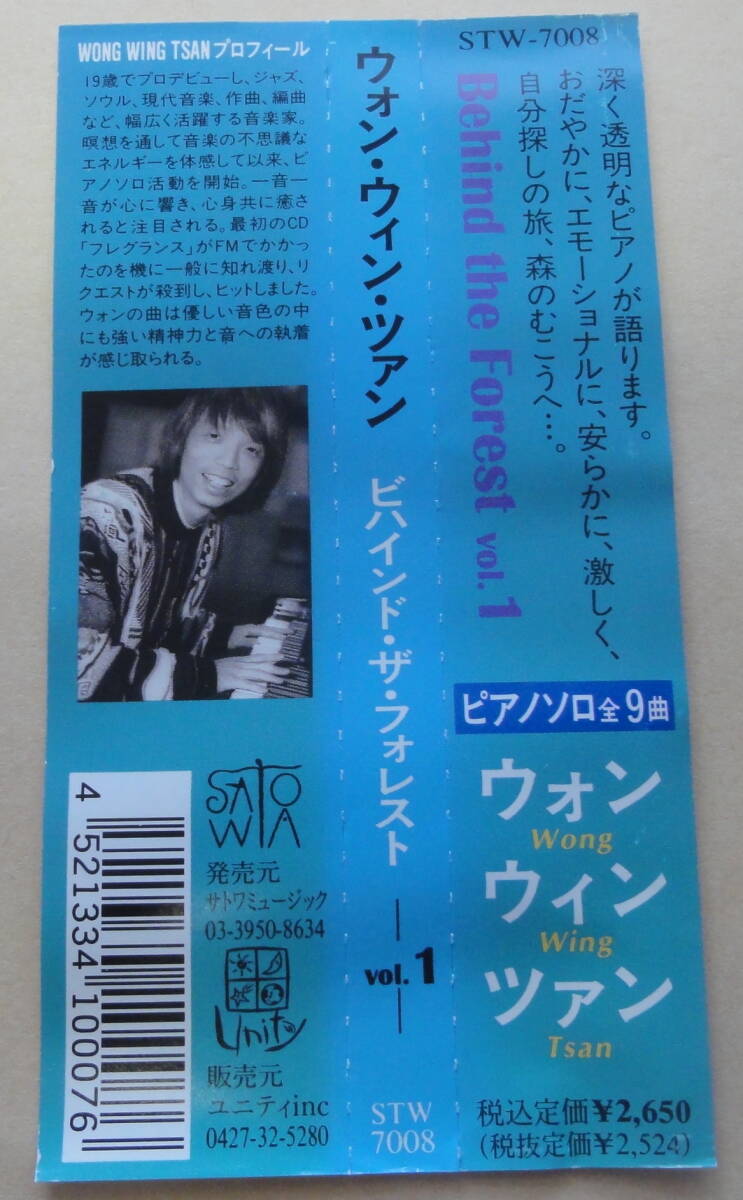 WONG WING TSANプロフィール
19歳でプロデビューし、ジャズ、
ソウル、現代音楽、作曲、編曲
など、幅広く活躍する音楽家。
瞑想を通して音楽の不思議な
エネルギーを体感して以来、ピ
アノソロ活動を開始。一音一
音が心に響き、心身共に癒さ
れると注目される。最初のCD
「フレグランス」がFMでかかっ
たのを機に一般に知れ渡り、リ
クエストが殺到し、ヒットしました。
ウォンの曲は優しい音色の中
にも強い精神力と音への執着
が感じ取られる。
4 521334 100076
SATOWA
発売元
サトワミュージック
03-3950-8634
Unity
販売元
ユニティinc
0427-32-5280
ウォン・ウィン・ツァン
ビハインド・ザ・フォレスト
vol. 1
STW
7008
STW-7008
深く透明なピアノが語ります。
おだやかに、エモーショナルに、安らかに、激しく、
自分探しの旅、森のむこうへ…。
Behind the Forest vol. 1
ピアノソロ全9曲
ウォン
Wong
ウィン
Wing
ツァン
Tsan
税込定価¥2,650
(税抜定価¥2,524)